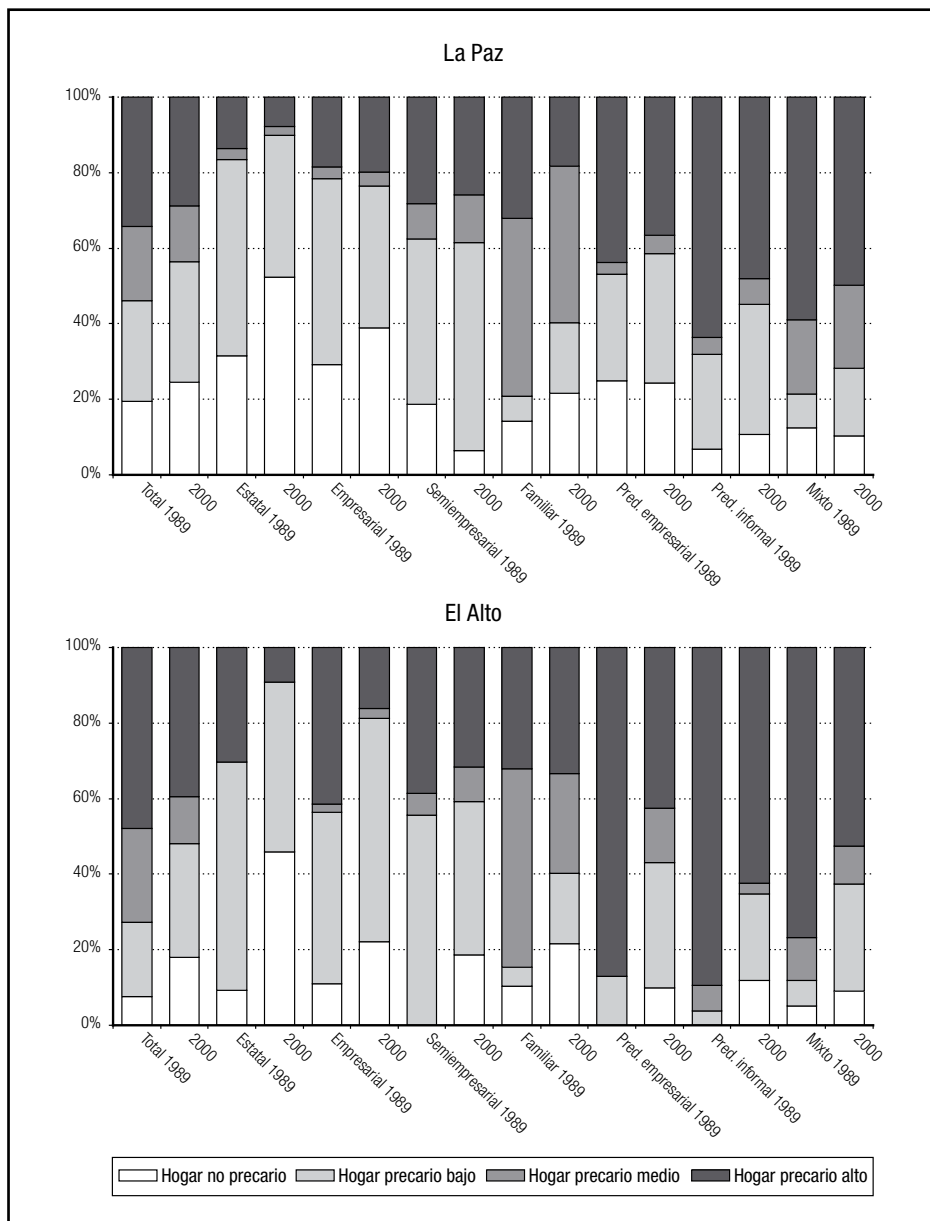 La Paz
100%
80%
60%
40%
20%
0%
Total 1989
2000
Estatal 1989
2000
Empresarial 1989
2000
Semiempresarial 1989
2000
Familiar 1989
2000
Pred. empresarial 1989
2000
Pred. informal 1989
2000
Mixto 1989
2000
El Alto
100%
80%
60%
40%
20%
0%
Total 1989
2000
Estatal 1989
2000
Empresarial 1989
2000
Semiempresarial 1989
2000
Familiar 1989
2000
Pred. empresarial 1989
2000
Pred. informal 1989
2000
Mixto 1989
2000
Hogar no precario Hogar precario bajo Hogar precario medio Hogar precario alto